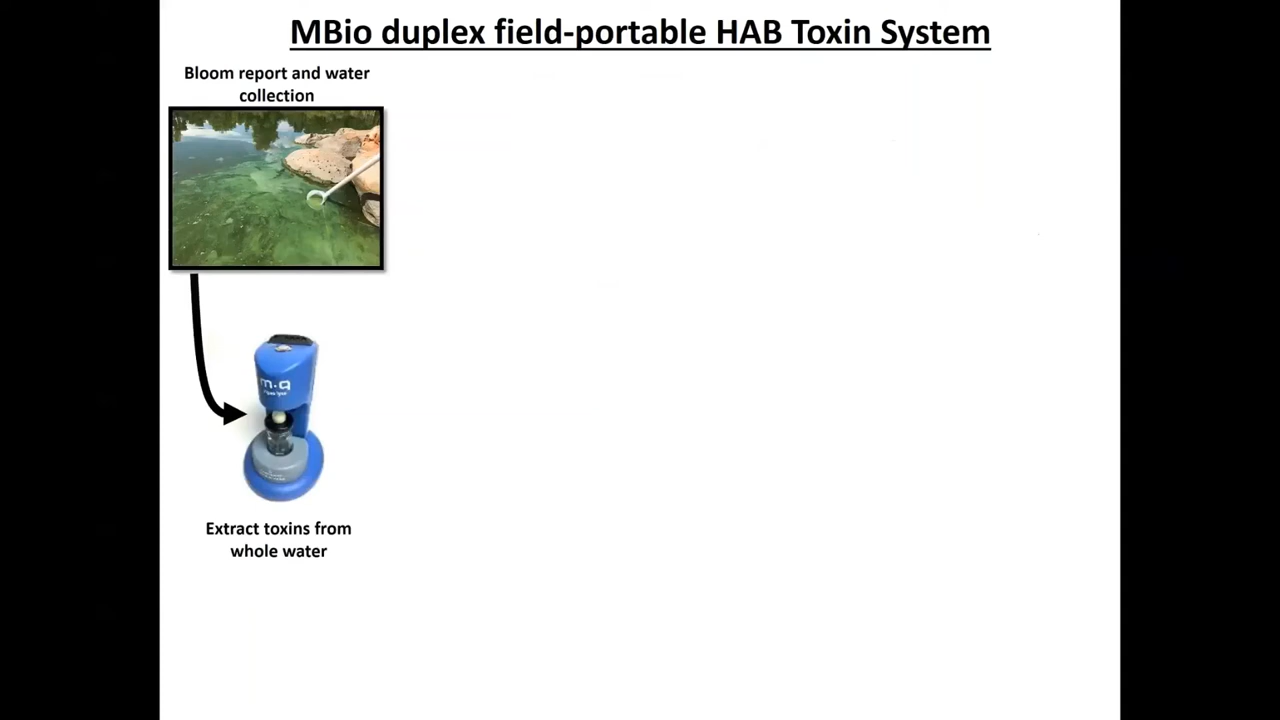 MBio duplex field-portable HAB Toxin System
Bloom report and water
collection
Extract toxins from
whole water